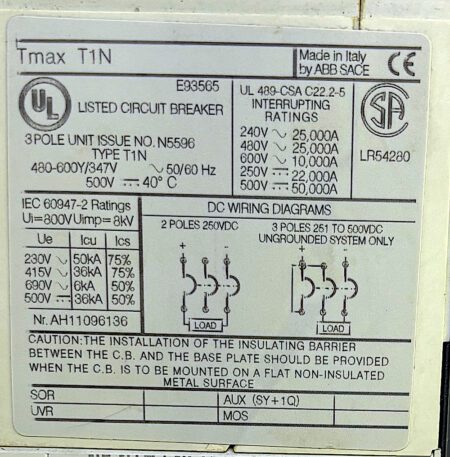 Tmax T1N
Made in Italy
by ABB SACE
CE
E93565
UL
LISTED CIRCUIT BREAKER
3 POLE UNIT ISSUE NO. N5596
TYPE T1N
480-600Y/347V ∿ 50/60 Hz
500V ⎓ 40°C
UL 489-CSA C22.2-5
INTERRUPTING
RATINGS
240V ∿ 25,000A
480V ∿ 25,000A
600V ∿ 10,000A
250V ⎓ 22,000A
500V ⎓ 50,000A
SA
LR54280
IEC 60947-2 Ratings
Ui=800V Uimp=8kV
Ue Icu Ics
230V ∿ 50kA 75%
415V ∿ 36kA 75%
690V ∿ 6kA 50%
500V ⎓ 36kA 50%
Nr. AH11096136
DC WIRING DIAGRAMS
2 POLES 250VDC
3 POLES 251 TO 500VDC
UNGROUNDED SYSTEM ONLY
+ -
+ -
LOAD
LOAD
CAUTION:THE INSTALLATION OF THE INSULATING BARRIER
BETWEEN THE C.B. AND THE BASE PLATE SHOULD BE PROVIDED
WHEN THE C.B. IS TO BE MOUNTED ON A FLAT NON-INSULATED
METAL SURFACE
SOR AUX (SY+1Q)
UVR MOS